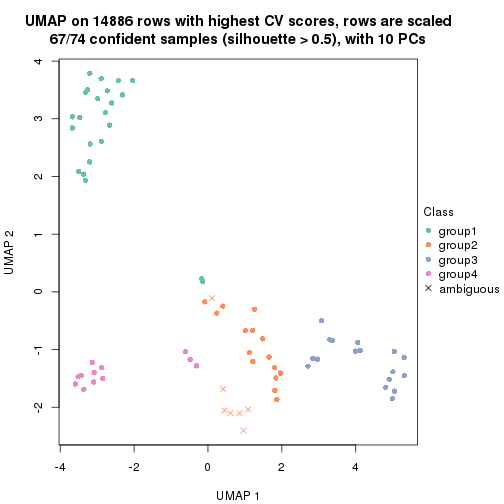 UMAP on 14886 rows with highest CV scores, rows are scaled
67/74 confident samples (silhouette > 0.5), with 10 PCs
4
3
2
1
0
-1
-2
UMAP 2
-4
-2
0
2
4
UMAP 1
Class
group1
group2
group3
group4
ambiguous